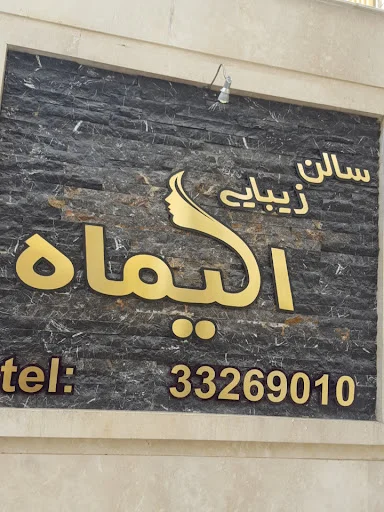 سالن
زیبایی
الیماه
tel: 33269010